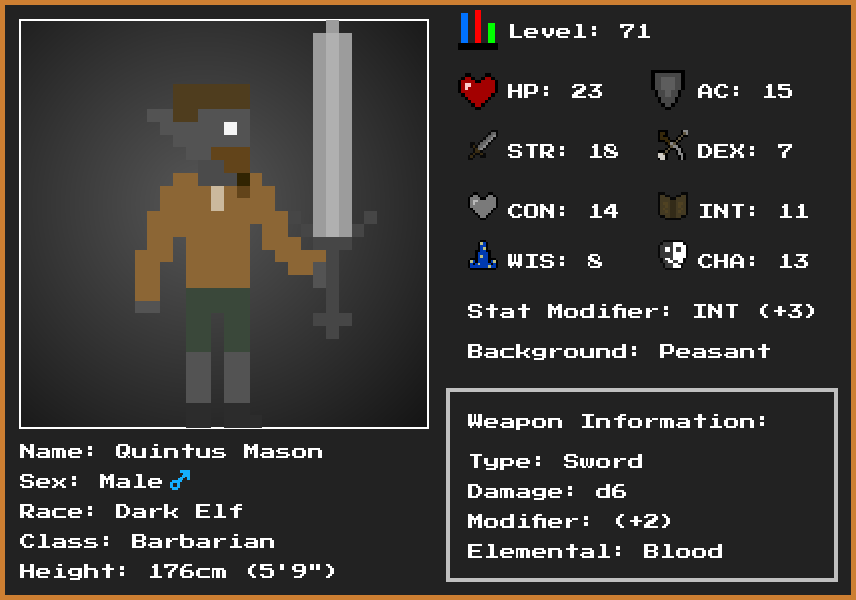 Level: 71
HP: 23 AC: 15
STR: 18 DEX: 7
CON: 14 INT: 11
WIS: 8 CHA: 13
Stat Modifier: INT (+3)
Background: Peasant
Weapon Information:
Type: Sword
Damage: d6
Modifier: (+2)
Elemental: Blood
Name: Quintus Mason
Sex: Male ♂
Race: Dark Elf
Class: Barbarian
Height: 176cm (5'9")